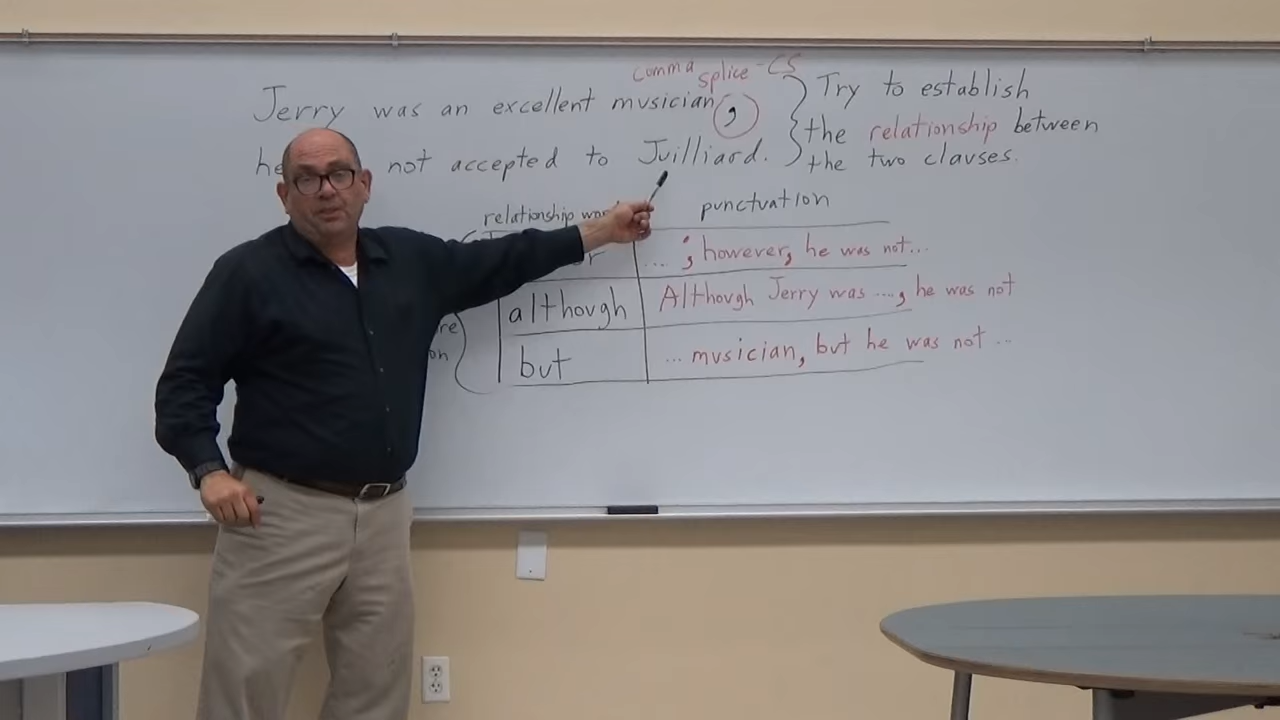 comma splice - CS
Jerry was an excellent musician,
he not accepted to Juilliard.
Try to establish
the relationship between
the two clauses.
relationship punctuation
... ; however, he was not...
although Although Jerry was ..., he was not
but ... musician, but he was not ...